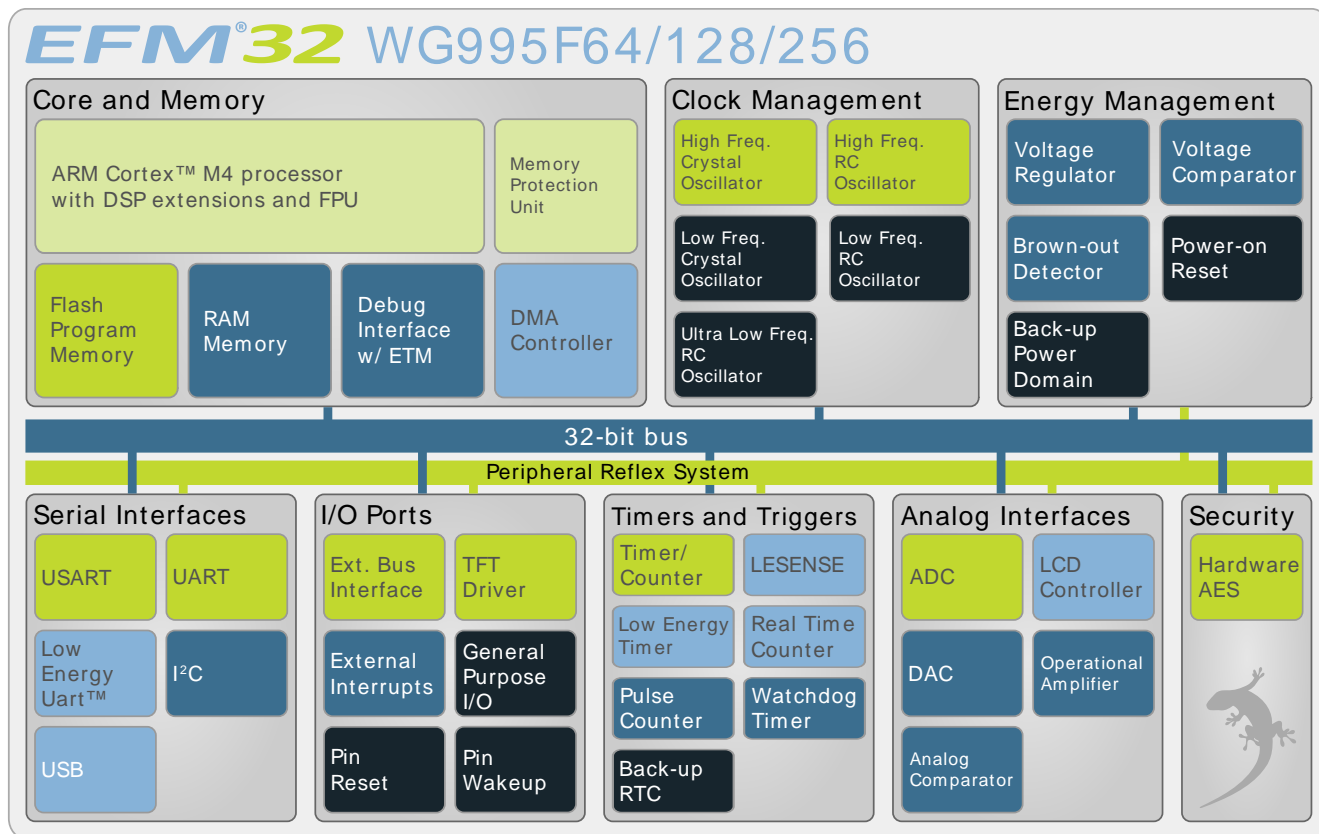 EFM®32 WG995F64/128/256
Core and Memory
ARM Cortex™ M4 processor
with DSP extensions and FPU
Memory
Protection
Unit
Flash
Program
Memory
RAM
Memory
Debug
Interface
w/ ETM
DMA
Controller
Clock Management
High Freq.
Crystal
Oscillator
High Freq.
RC
Oscillator
Low Freq.
Crystal
Oscillator
Low Freq.
RC
Oscillator
Ultra Low Freq.
RC
Oscillator
Energy Management
Voltage
Regulator
Voltage
Comparator
Brown-out
Detector
Power-on
Reset
Back-up
Power
Domain
32-bit bus
Peripheral Reflex System
Serial Interfaces
USART
UART
Low
Energy
Uart™
I²C
USB
I/O Ports
Ext. Bus
Interface
TFT
Driver
External
Interrupts
General
Purpose
I/O
Pin
Reset
Pin
Wakeup
Timers and Triggers
Timer/
Counter
LESENSE
Low Energy
Timer
Real Time
Counter
Pulse
Counter
Watchdog
Timer
Back-up
RTC
Analog Interfaces
ADC
LCD
Controller
DAC
Operational
Amplifier
Analog
Comparator
Security
Hardware
AES